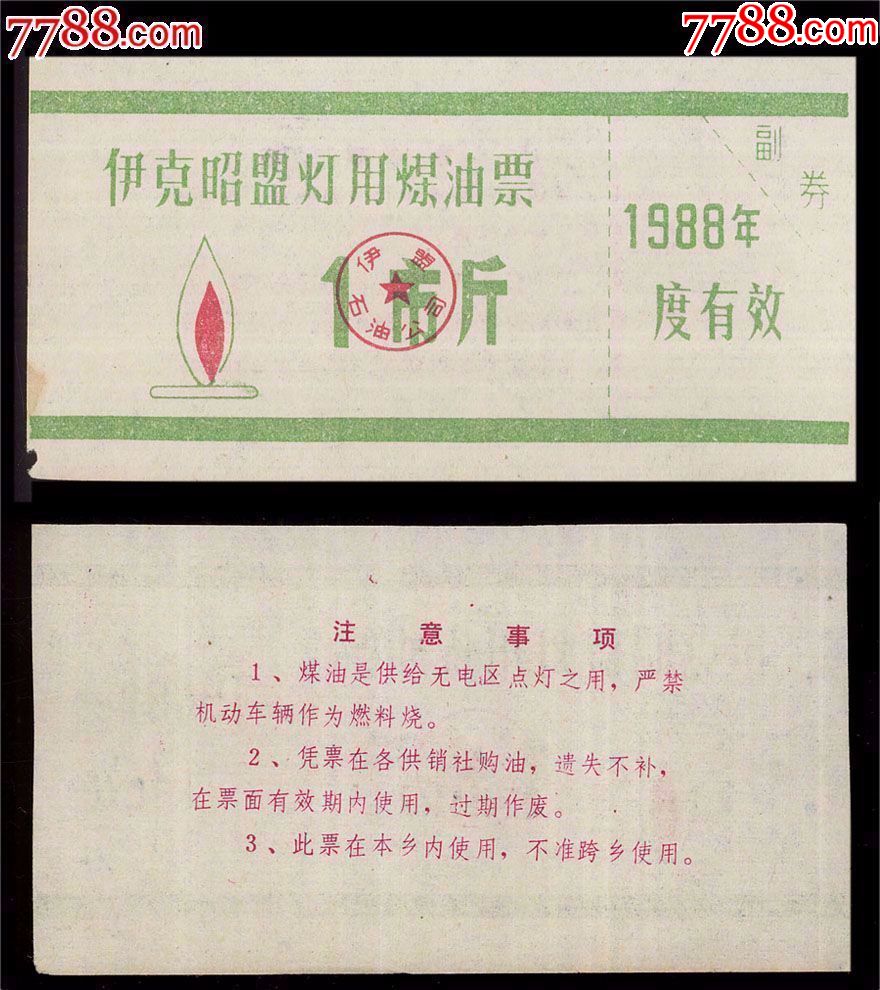 7788.com
7788.com
伊克昭盟灯用煤油票
副券
1市斤
伊盟石油公司
1988年
度有效
注意事项
1、煤油是供给无电区点灯之用，严禁
机动车辆作为燃料烧。
2、凭票在各供销社购油，遗失不补，
在票面有效期内使用，过期作废。
3、此票在本乡内使用，不准跨乡使用。